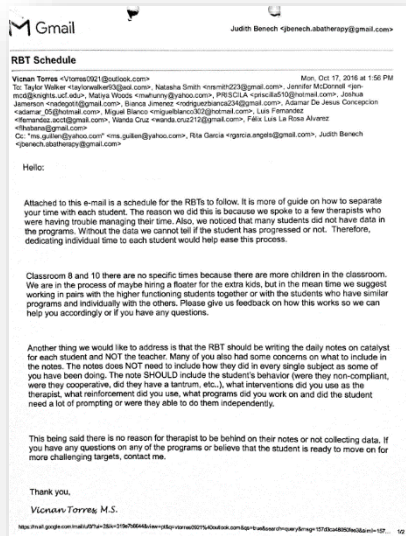 Gmail
Judith Benech <jbenech.abatherapy@gmail.com>
RBT Schedule
Vicnan Torres <Vtorres0921@outlook.com>
Mon, Oct 17, 2016 at 1:56 PM
To: Taylor Walker <taylorwalker93@aol.com>, Natasha Smith <nrsmith223@gmail.com>, Jennifer McDonnell <jen-
mcd@knights.ucf.edu>, Matiya Woods <mwhunny@yahoo.com>, PRISCILA <priscilla510@hotmail.com>, Joshua
Jamerson <nadegotit@gmail.com>, Bianca Jimenez <rodriguezbianca234@gmail.com>, Adamar De Jesus Concepcion
<adamar_05@hotmail.com>, Miguel Blanco <miguelblanco302@hotmail.com>, Luis Fernandez
<lfernandez.acct@gmail.com>, Wanda Cruz <wanda.cruz212@gmail.com>, Félix Luis La Rosa Alvarez
<flhabana@gmail.com>
Cc: "ms.guillen@yahoo.com" <ms.guillen@yahoo.com>, Rita Garcia <rgarcia.angels@gmail.com>, Judith Benech
<jbenech.abatherapy@gmail.com>
Hello:
Attached to this e-mail is a schedule for the RBTs to follow. It is more of guide on how to separate
your time with each student. The reason we did this is because we spoke to a few therapists who
were having trouble managing their time. Also, we noticed that many students did not have data in
the programs. Without the data we cannot tell if the student has progressed or not. Therefore,
dedicating individual time to each student would help ease this process.
Classroom 8 and 10 there are no specific times because there are more children in the classroom.
We are in the process of maybe hiring a floater for the extra kids, but in the mean time we suggest
working in pairs with the higher functioning students together or with the students who have similar
programs and individually with the others. Please give us feedback on how this works so we can
help you accordingly or if you have any questions.
Another thing we would like to address is that the RBT should be writing the daily notes on catalyst
for each student and NOT the teacher. Many of you also had some concerns on what to include in
the notes. The notes does NOT need to include how they did in every single subject as some of
you have been doing. The note SHOULD include the student's behavior (were they non-compliant,
were they cooperative, did they have a tantrum, etc..), what interventions did you use as the
therapist, what reinforcement did you use, what programs did you work on and did the student
need a lot of prompting or were they able to do them independently.
This being said there is no reason for therapist to be behind on their notes or not collecting data. If
you have any questions on any of the programs or believe that the student is ready to move on for
more challenging targets, contact me.
Thank you,
Vicnan Torres M.S.
1/2